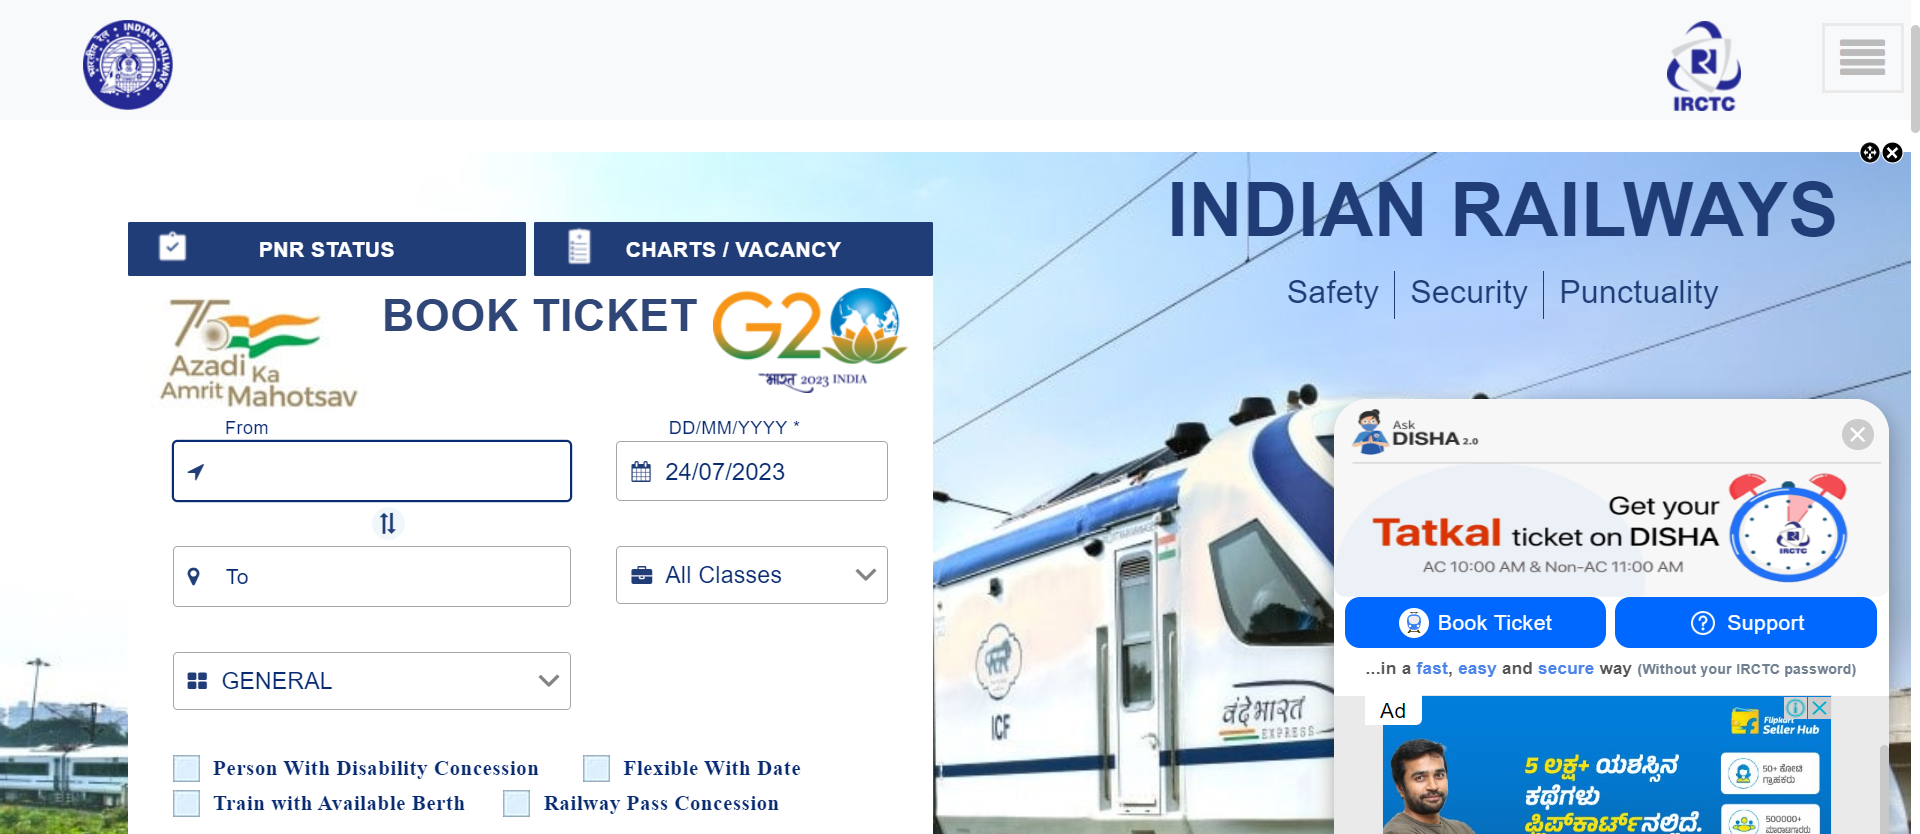 भारतीय रेल
INDIAN RAILWAYS
IRCTC
INDIAN RAILWAYS
Safety | Security | Punctuality
PNR STATUS
CHARTS / VACANCY
75
Azadi Ka
Amrit Mahotsav
BOOK TICKET
G20
भारत 2023 INDIA
From
DD/MM/YYYY *
24/07/2023
To
All Classes
GENERAL
Person With Disability Concession
Flexible With Date
Train with Available Berth
Railway Pass Concession
ICF
वंदे भारत
EXPRESS
Ask
DISHA 2.0
Get your
Tatkal ticket on DISHA
AC 10:00 AM & Non-AC 11:00 AM
IRCTC
Book Ticket
Support
...in a fast, easy and secure way (Without your IRCTC password)
Ad
Flipkart
Seller Hub
5 ಲಕ್ಷ+ ಯಶಸ್ಸಿನ
ಕಥೆಗಳು
ಫ್ಲಿಪ್‌ಕಾರ್ಟ್‌ನಲ್ಲಿದೆ.
50+ ಕೋಟಿ
ಗ್ರಾಹಕರು
500000+
ಮಾರಾಟಗಾರರು